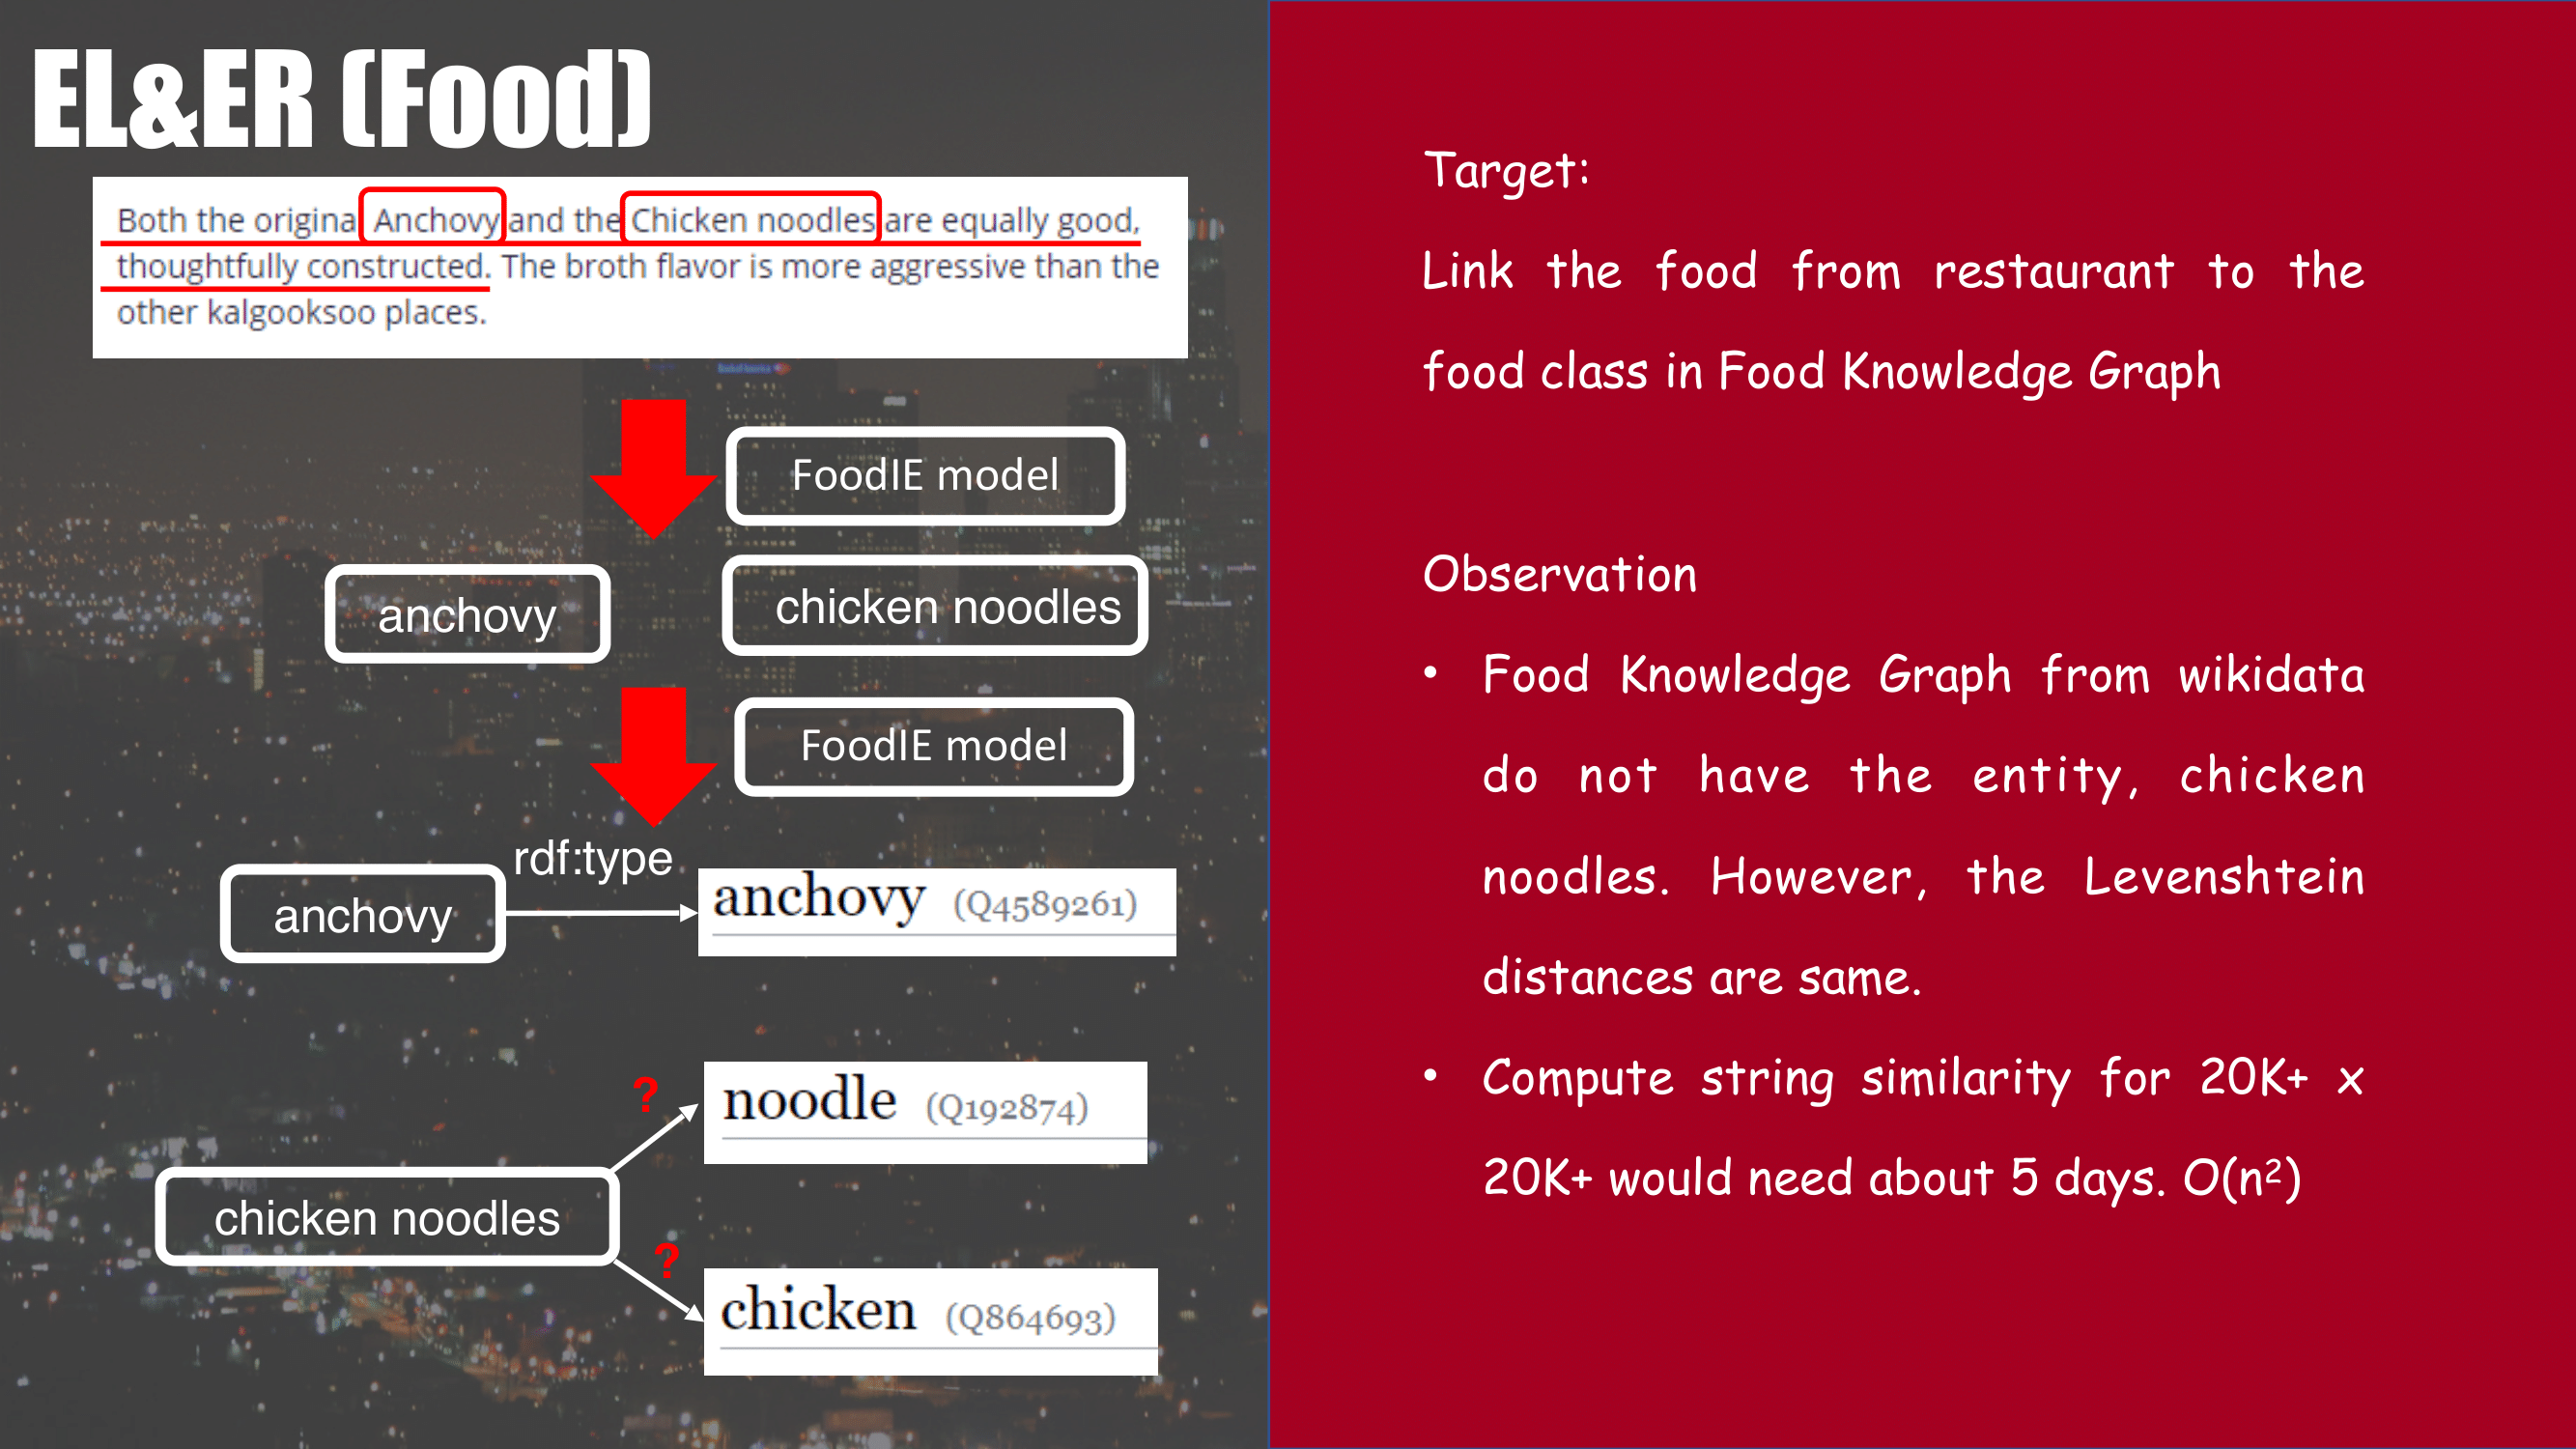 EL&ER (Food)
Both the origina Anchovy and the Chicken noodles are equally good,
thoughtfully constructed. The broth flavor is more aggressive than the
other kalgooksoo places.
FoodIE model
anchovy
chicken noodles
FoodIE model
rdf:type
anchovy
anchovy (Q4589261)
?
noodle (Q192874)
chicken noodles
?
chicken (Q864693)
Target:
Link the food from restaurant to the
food class in Food Knowledge Graph
Observation
• Food Knowledge Graph from wikidata
do not have the entity, chicken
noodles. However, the Levenshtein
distances are same.
• Compute string similarity for 20K+ x
20K+ would need about 5 days. O(n²)